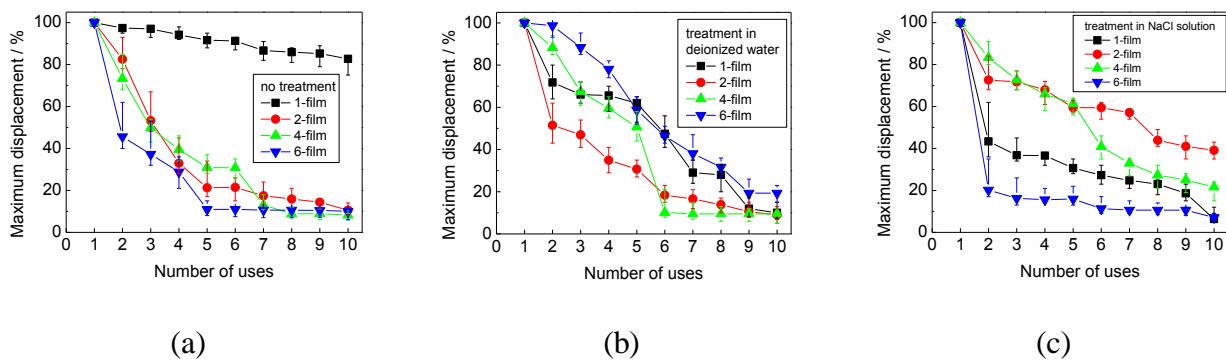 Maximum displacement / %
100
80
60
40
20
0
no treatment
1-film
2-film
4-film
6-film
0 1 2 3 4 5 6 7 8 9 10
Number of uses
(a)
Maximum displacement / %
100
80
60
40
20
0
treatment in
deionized water
1-film
2-film
4-film
6-film
0 1 2 3 4 5 6 7 8 9 10
Number of uses
(b)
Maximum displacement / %
100
80
60
40
20
0
treatment in NaCl solution
1-film
2-film
4-film
6-film
0 1 2 3 4 5 6 7 8 9 10
Number of uses
(c)